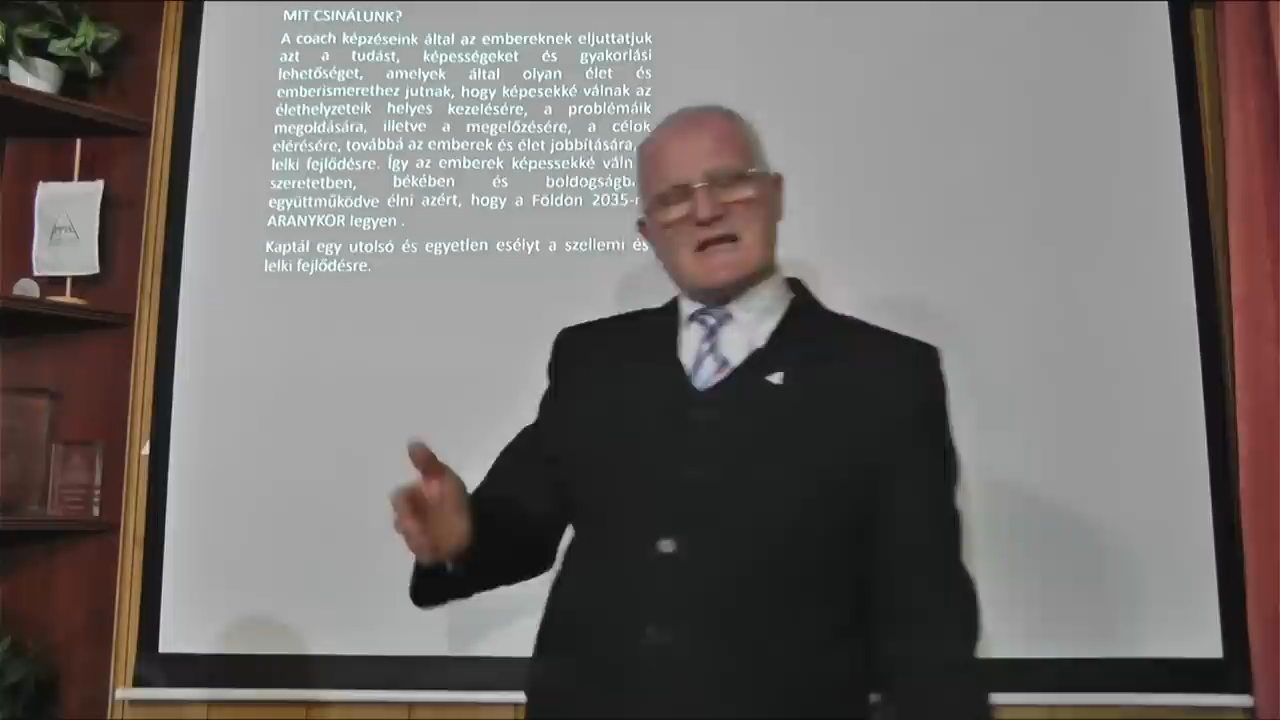 MIT CSINÁLUNK?
A coach képzéseink által az embereknek eljuttatjuk
azt a tudást, képességeket és gyakorlási
lehetőséget, amelyek által olyan élet és
emberismerethez jutnak, hogy képesekké válnak az
élethelyzeteik helyes kezelésére, a problémáik
megoldására, illetve a megelőzésére, a célok
elérésére, továbbá az emberek és élet jobbítására,
lelki fejlődésre. Így az emberek képessekké váln
szeretetben, békében és boldogságb
együttműködve élni azért, hogy a Földön 2035-
ARANYKOR legyen .
Kaptál egy utolsó és egyetlen esélyt a szellemi és
lelki fejlődésre.